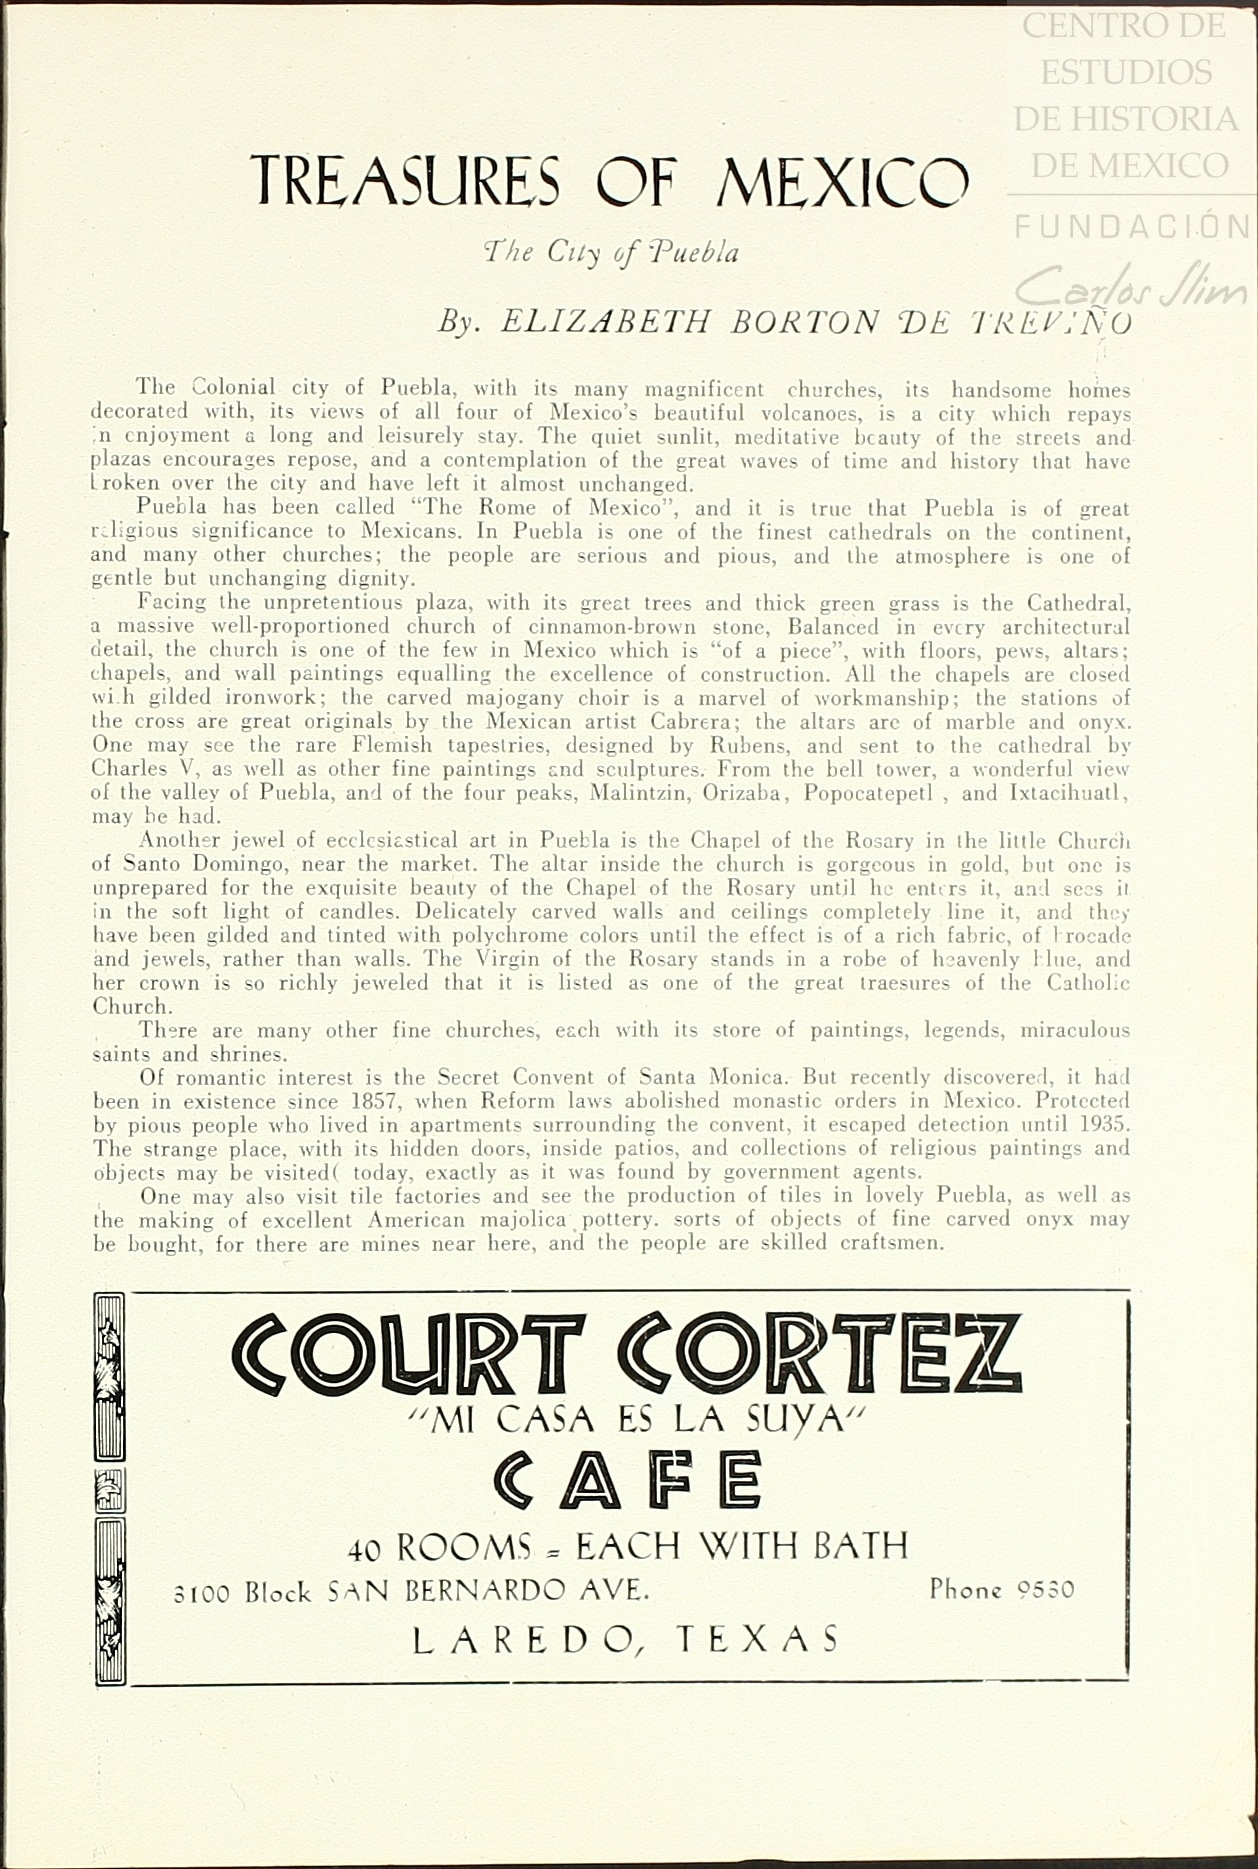 CENTRO DE
ESTUDIOS
DE HISTORIA
DE MEXICO
FUNDACIÓN
Carlos Slim
TREASURES OF MEXICO
The City of Puebla
By. ELIZABETH BORTON DE TREVIÑO
The Colonial city of Puebla, with its many magnificent churches, its handsome homes
decorated with, its views of all four of Mexico's beautiful volcanoes, is a city which repays
in enjoyment a long and leisurely stay. The quiet sunlit, meditative beauty of the streets and
plazas encourages repose, and a contemplation of the great waves of time and history that have
broken over the city and have left it almost unchanged.
Puebla has been called "The Rome of Mexico", and it is true that Puebla is of great
religious significance to Mexicans. In Puebla is one of the finest cathedrals on the continent,
and many other churches; the people are serious and pious, and the atmosphere is one of
gentle but unchanging dignity.
Facing the unpretentious plaza, with its great trees and thick green grass is the Cathedral,
a massive well-proportioned church of cinnamon-brown stone, Balanced in every architectural
detail, the church is one of the few in Mexico which is "of a piece", with floors, pews, altars;
chapels, and wall paintings equalling the excellence of construction. All the chapels are closed
with gilded ironwork; the carved majogany choir is a marvel of workmanship; the stations of
the cross are great originals by the Mexican artist Cabrera; the altars are of marble and onyx.
One may see the rare Flemish tapestries, designed by Rubens, and sent to the cathedral by
Charles V, as well as other fine paintings and sculptures. From the bell tower, a wonderful view
of the valley of Puebla, and of the four peaks, Malintzin, Orizaba, Popocatepetl , and Ixtacihuatl,
may be had.
Another jewel of ecclesiastical art in Puebla is the Chapel of the Rosary in the little Church
of Santo Domingo, near the market. The altar inside the church is gorgeous in gold, but one is
unprepared for the exquisite beauty of the Chapel of the Rosary until he enters it, and sees it
in the soft light of candles. Delicately carved walls and ceilings completely line it, and they
have been gilded and tinted with polychrome colors until the effect is of a rich fabric, of brocade
and jewels, rather than walls. The Virgin of the Rosary stands in a robe of heavenly blue, and
her crown is so richly jeweled that it is listed as one of the great traesures of the Catholic
Church.
There are many other fine churches, each with its store of paintings, legends, miraculous
saints and shrines.
Of romantic interest is the Secret Convent of Santa Monica. But recently discovered, it had
been in existence since 1857, when Reform laws abolished monastic orders in Mexico. Protected
by pious people who lived in apartments surrounding the convent, it escaped detection until 1935.
The strange place, with its hidden doors, inside patios, and collections of religious paintings and
objects may be visited( today, exactly as it was found by government agents.
One may also visit tile factories and see the production of tiles in lovely Puebla, as well as
the making of excellent American majolica pottery. sorts of objects of fine carved onyx may
be bought, for there are mines near here, and the people are skilled craftsmen.
COURT CORTEZ
"MI CASA ES LA SUYA"
CAFE
40 ROOMS = EACH WITH BATH
3100 Block SAN BERNARDO AVE. Phone 9530
LAREDO, TEXAS